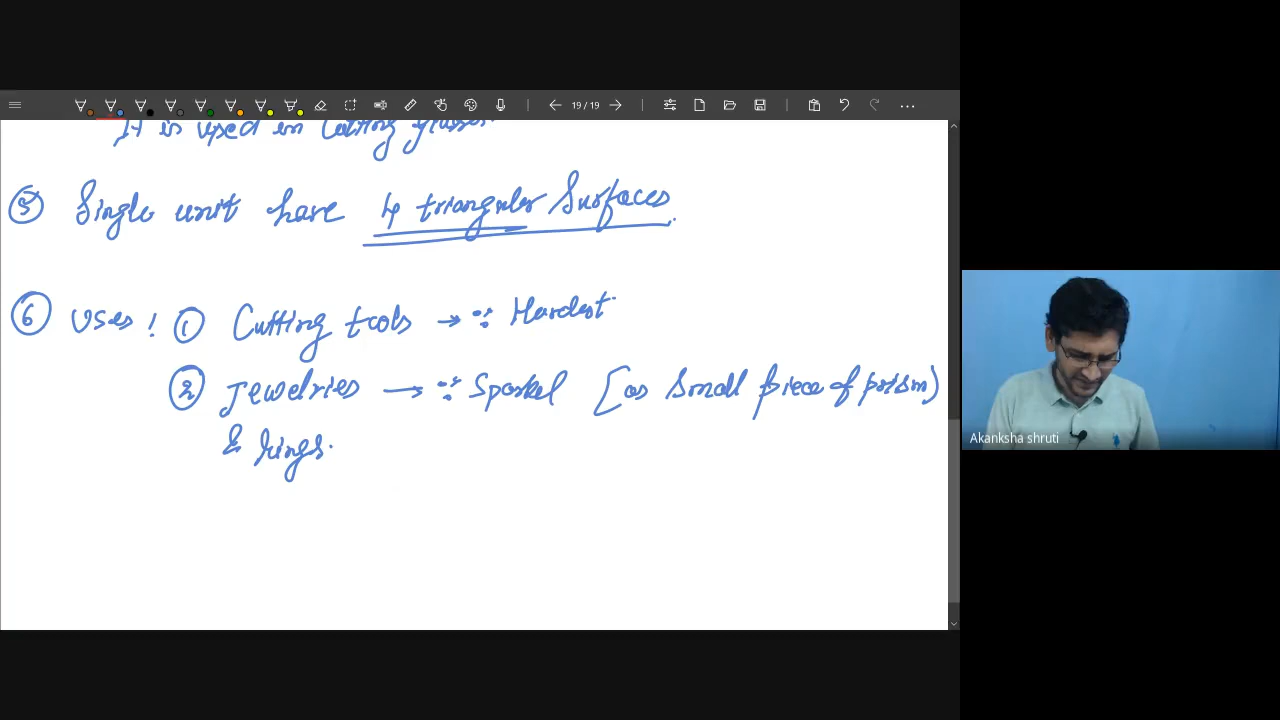 19 / 19
It is used in Cutting glasses.
⑤ Single unit have 4 triangular Surfaces.
⑥ Uses! ① Cutting tools → ∵ Hardest
② Jewelries → ∵ Sparkel [as small piece of prism)
& rings.
Akanksha shruti